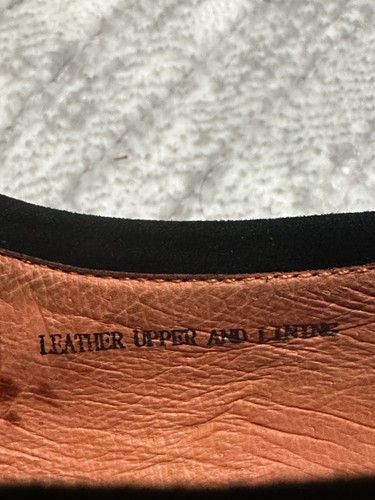 LEATHER UPPER AND LINING